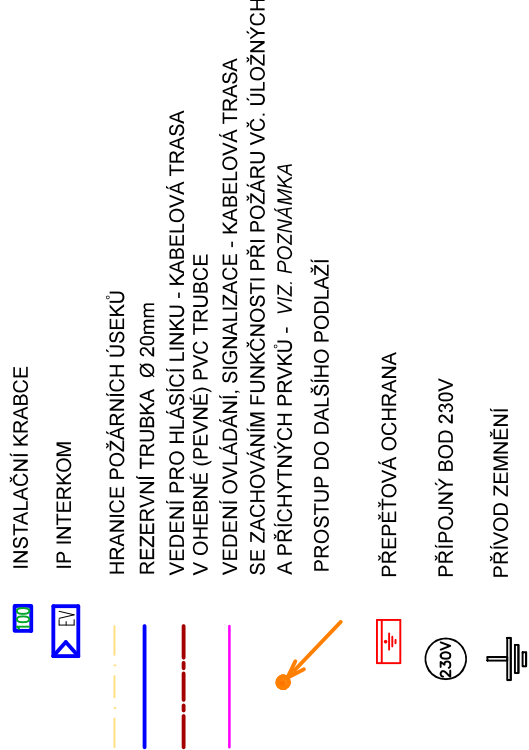 100
INSTALAČNÍ KRABCE
EV
IP INTERKOM
HRANICE POŽÁRNÍCH ÚSEKŮ
REZERVNÍ TRUBKA Ø 20mm
VEDENÍ PRO HLÁSÍCÍ LINKU - KABELOVÁ TRASA
V OHEBNÉ (PEVNÉ) PVC TRUBCE
VEDENÍ OVLÁDÁNÍ, SIGNALIZACE - KABELOVÁ TRASA
SE ZACHOVÁNÍM FUNKČNOSTI PŘI POŽÁRU VČ. ÚLOŽNÝCH
A PŘÍCHYTNÝCH PRVKŮ - VIZ. POZNÁMKA
PROSTUP DO DALŠÍHO PODLAŽÍ
PŘEPĚŤOVÁ OCHRANA
230V
PŘÍPOJNÝ BOD 230V
PŘÍVOD ZEMNĚNÍ